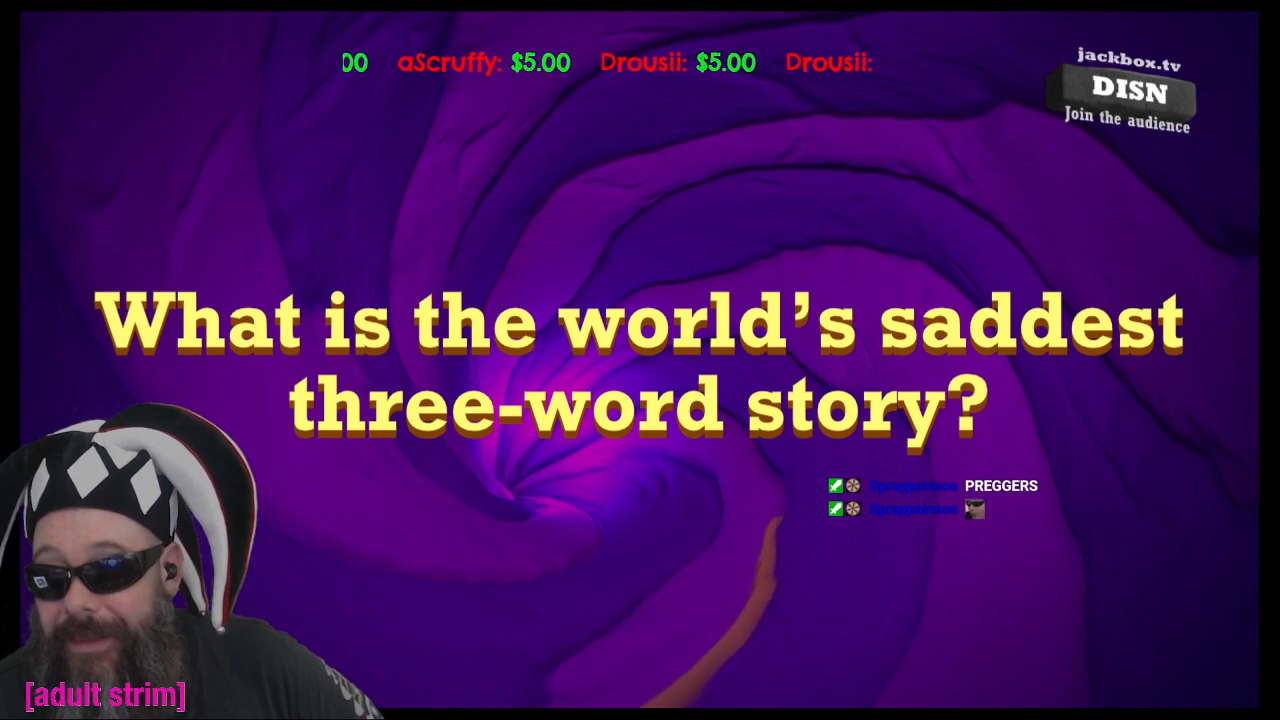 00 aScruffy: $5.00 Drousii: $5.00 Drousii:
jackbox.tv
DISN
Join the audience
What is the world's saddest
three-word story?
PREGGERS
[adult strim]